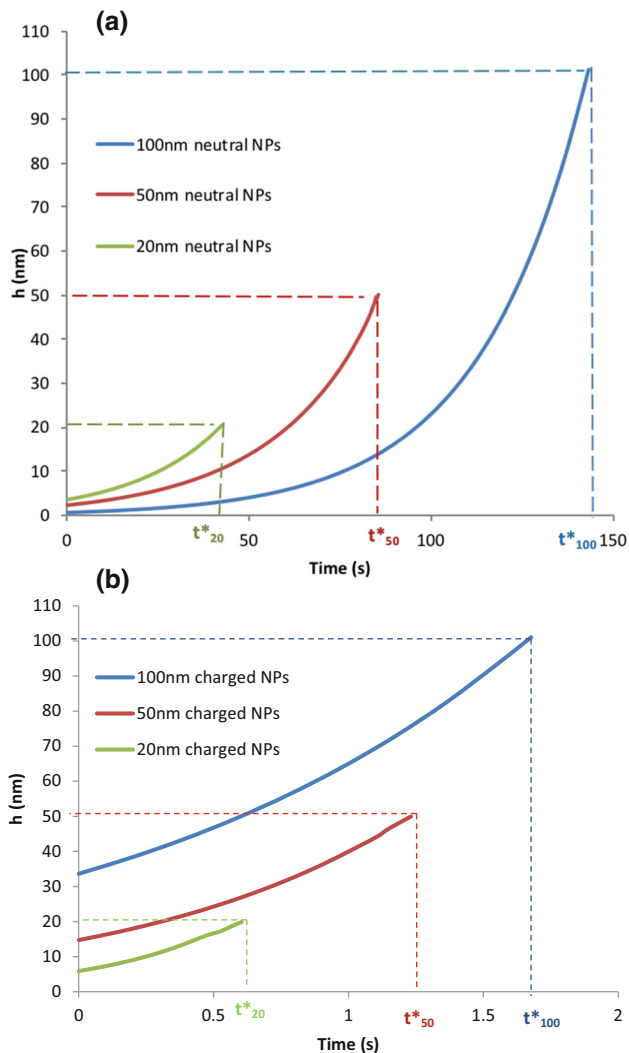 (a)
110
100
90
80
70
60
50
40
30
20
10
0
h (nm)
100nm neutral NPs
50nm neutral NPs
20nm neutral NPs
0 50 100 150
t*20 t*50 t*100
Time (s)
(b)
110
100
90
80
70
60
50
40
30
20
10
0
h (nm)
100nm charged NPs
50nm charged NPs
20nm charged NPs
0 0.5 1 1.5 2
t*20 t*50 t*100
Time (s)